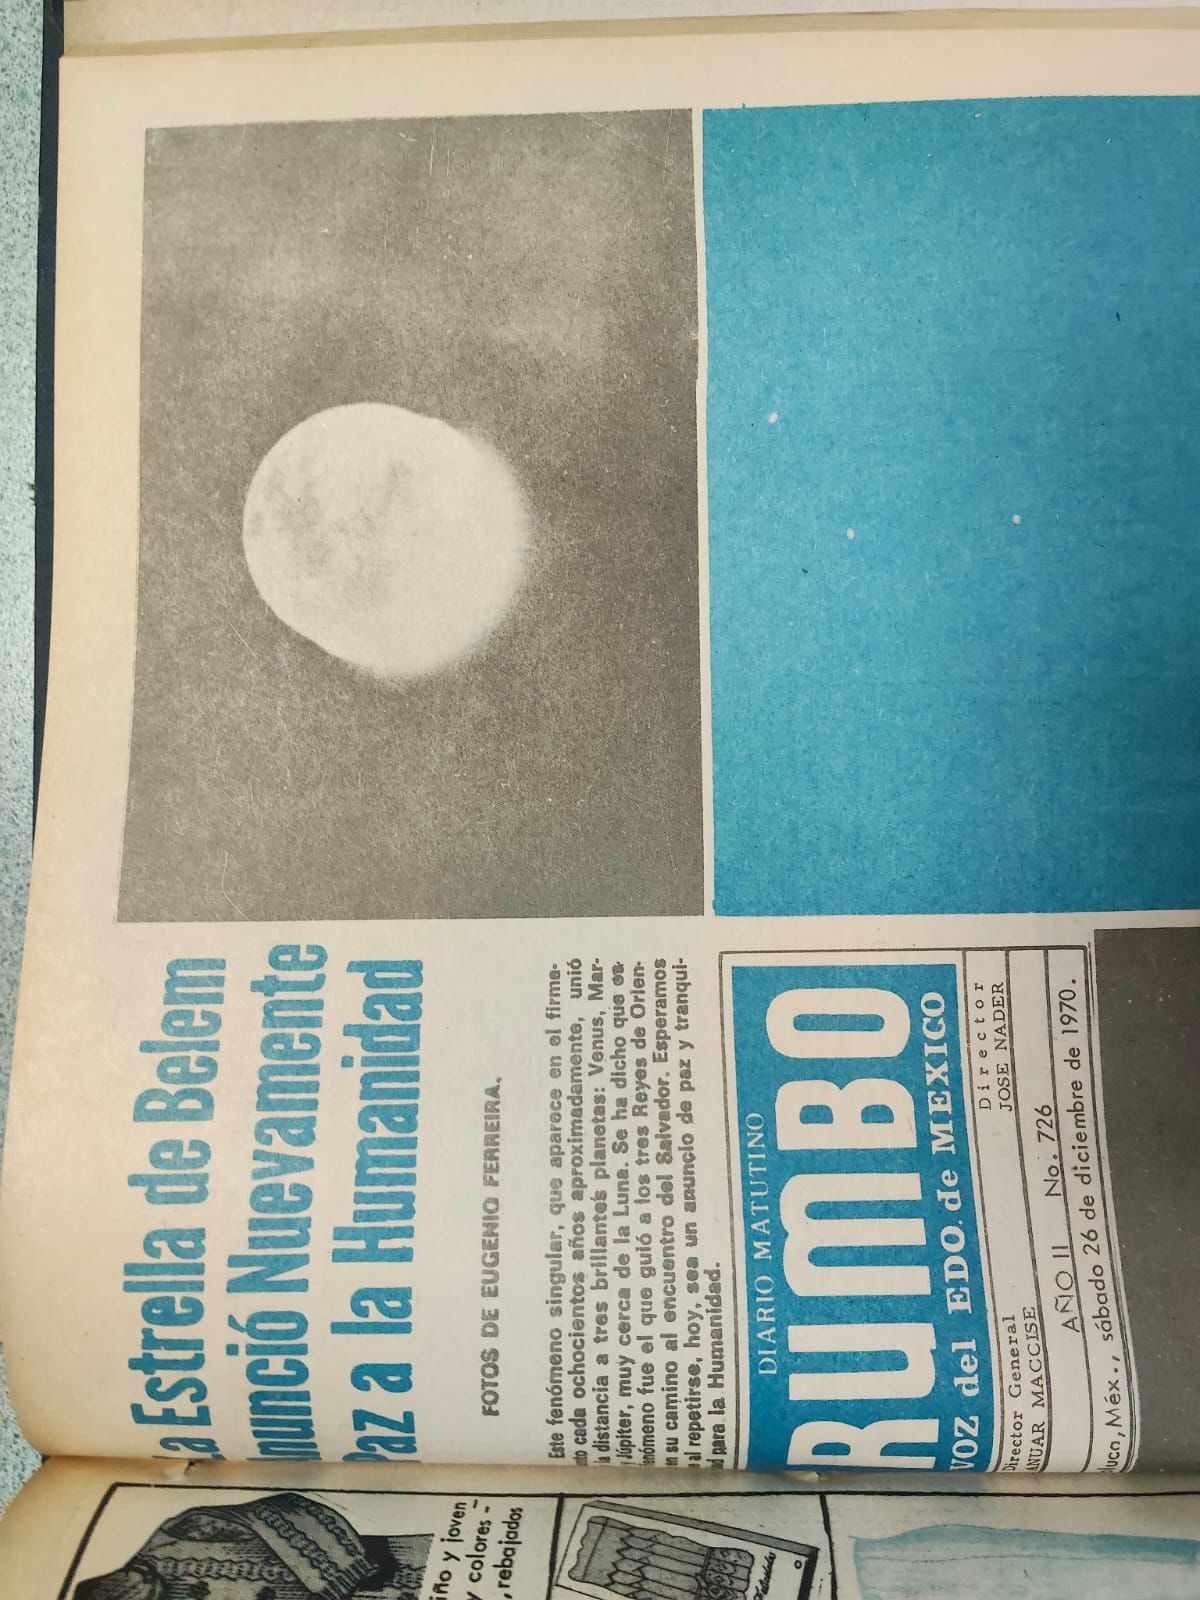 La Estrella de Belem
Anunció Nuevamente
Paz a la Humanidad
FOTOS DE EUGENIO FERREIRA.
Este fenómeno singular, que aparece en el firme-
nto cada ochocientos años aproximadamente, unió
la distancia a tres brillantes planetas: Venus, Mar-
y Júpiter, muy cerca de la Luna. Se ha dicho que es-
enómeno fue el que guió a los tres Reyes de Orien-
en su camino al encuentro del Salvador. Esperamos
al repetirse, hoy, sea un anuncio de paz y tranqui-
d para la Humanidad.
DIARIO MATUTINO
RUMBO
VOZ del EDO. de MEXICO
Director General
ANUAR MACCISE
Director
JOSE NADER
AÑO II No. 726
luca, Méx., sábado 26 de diciembre de 1970.
iño y joven
y colores -
, rebajados